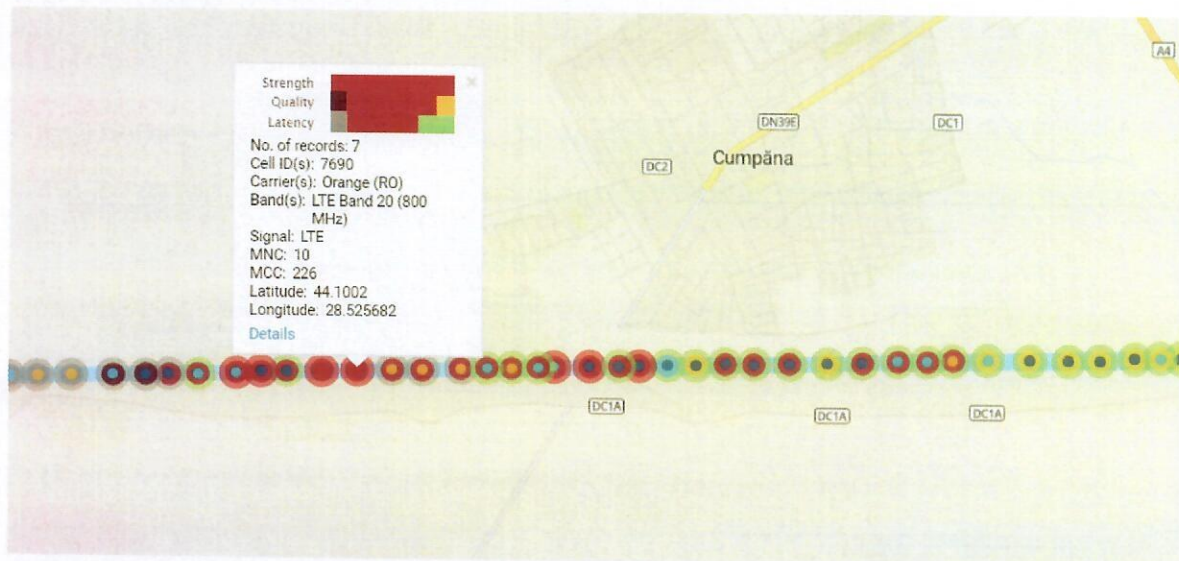 Strength
Quality
Latency
No. of records: 7
Cell ID(s): 7690
Carrier(s): Orange (RO)
Band(s): LTE Band 20 (800
MHz)
Signal: LTE
MNC: 10
MCC: 226
Latitude: 44.1002
Longitude: 28.525682
Details
A4
DN39E
DC1
DC2
Cumpăna
DC1A
DC1A
DC1A